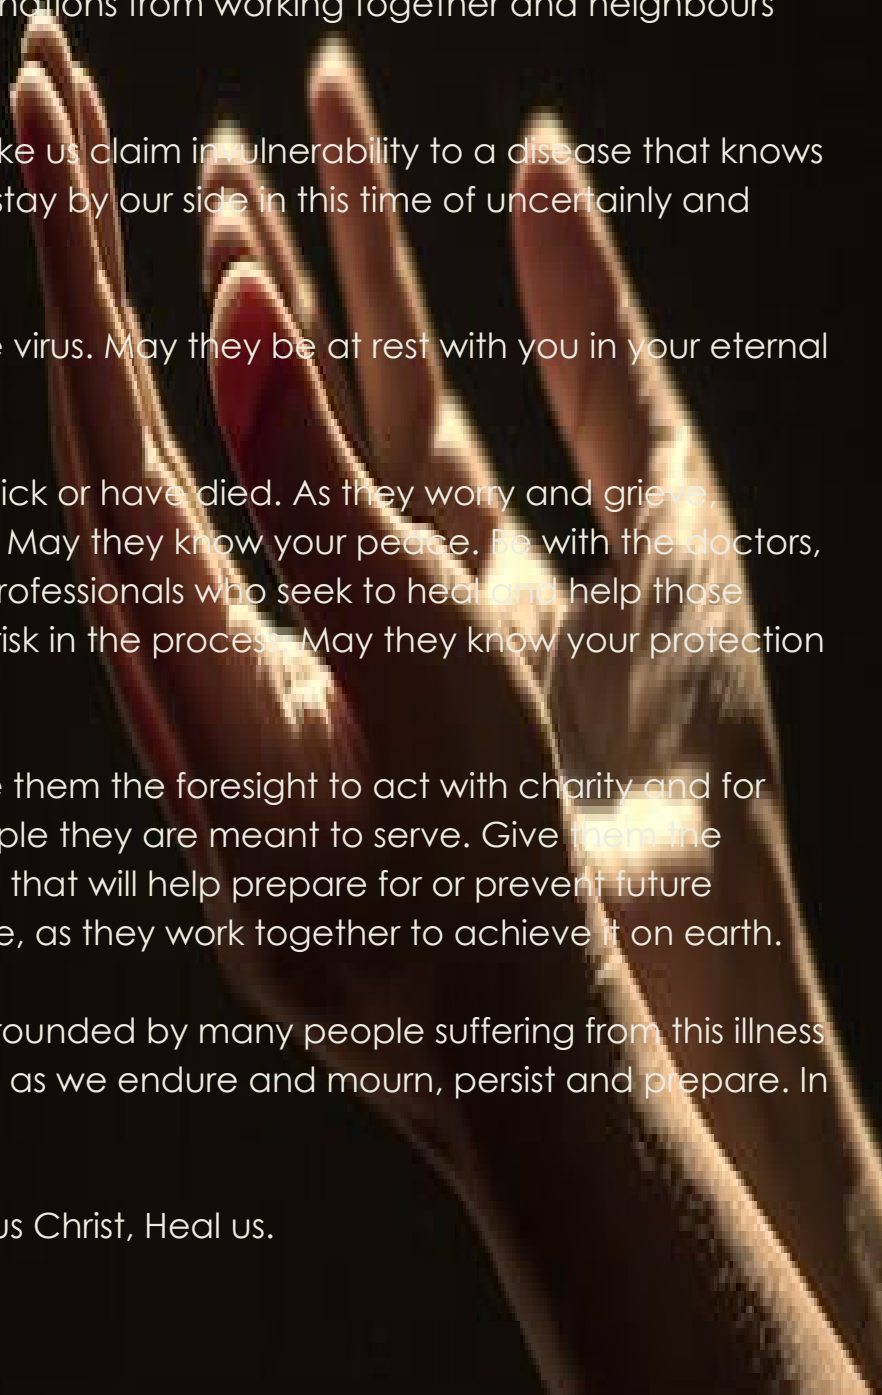 nations from working together and neighbours
ke us claim invulnerability to a disease that knows
stay by our side in this time of uncertainly and
virus. May they be at rest with you in your eternal
ick or have died. As they worry and grieve,
May they know your peace. Be with the doctors,
rofessionals who seek to heal and help those
risk in the process. May they know your protection
e them the foresight to act with charity and for
ple they are meant to serve. Give them the
that will help prepare for or prevent future
e, as they work together to achieve it on earth.
rounded by many people suffering from this illness
as we endure and mourn, persist and prepare. In
us Christ, Heal us.